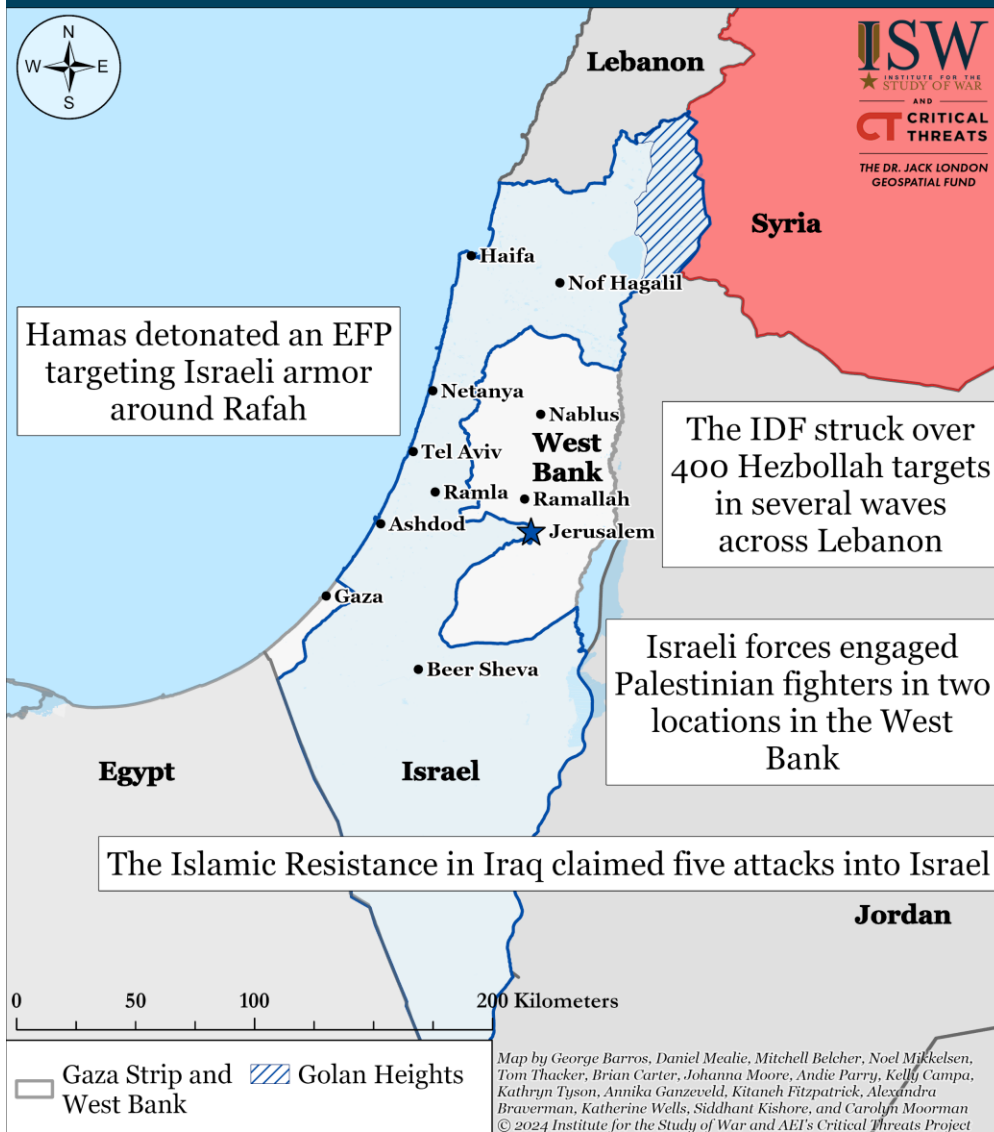 N
W E
S
Lebanon
ISW
INSTITUTE FOR THE
STUDY OF WAR
AND
CT CRITICAL
THREATS
THE DR. JACK LONDON
GEOSPATIAL FUND
Syria
Haifa
Nof Hagalil
Hamas detonated an EFP
targeting Israeli armor
around Rafah
Netanya
Nablus
West
Bank
Tel Aviv
Ramla
Ramallah
Ashdod
Jerusalem
The IDF struck over
400 Hezbollah targets
in several waves
across Lebanon
Gaza
Beer Sheva
Israeli forces engaged
Palestinian fighters in two
locations in the West
Bank
Egypt
Israel
The Islamic Resistance in Iraq claimed five attacks into Israel
Jordan
0 50 100 200 Kilometers
Gaza Strip and
West Bank
Golan Heights
Map by George Barros, Daniel Mealie, Mitchell Belcher, Noel Mikkelsen,
Tom Thacker, Brian Carter, Johanna Moore, Andie Parry, Kelly Campa,
Kathryn Tyson, Annika Ganzeveld, Kitaneh Fitzpatrick, Alexandra
Braverman, Katherine Wells, Siddhant Kishore, and Carolyn Moorman
© 2024 Institute for the Study of War and AEI's Critical Threats Project